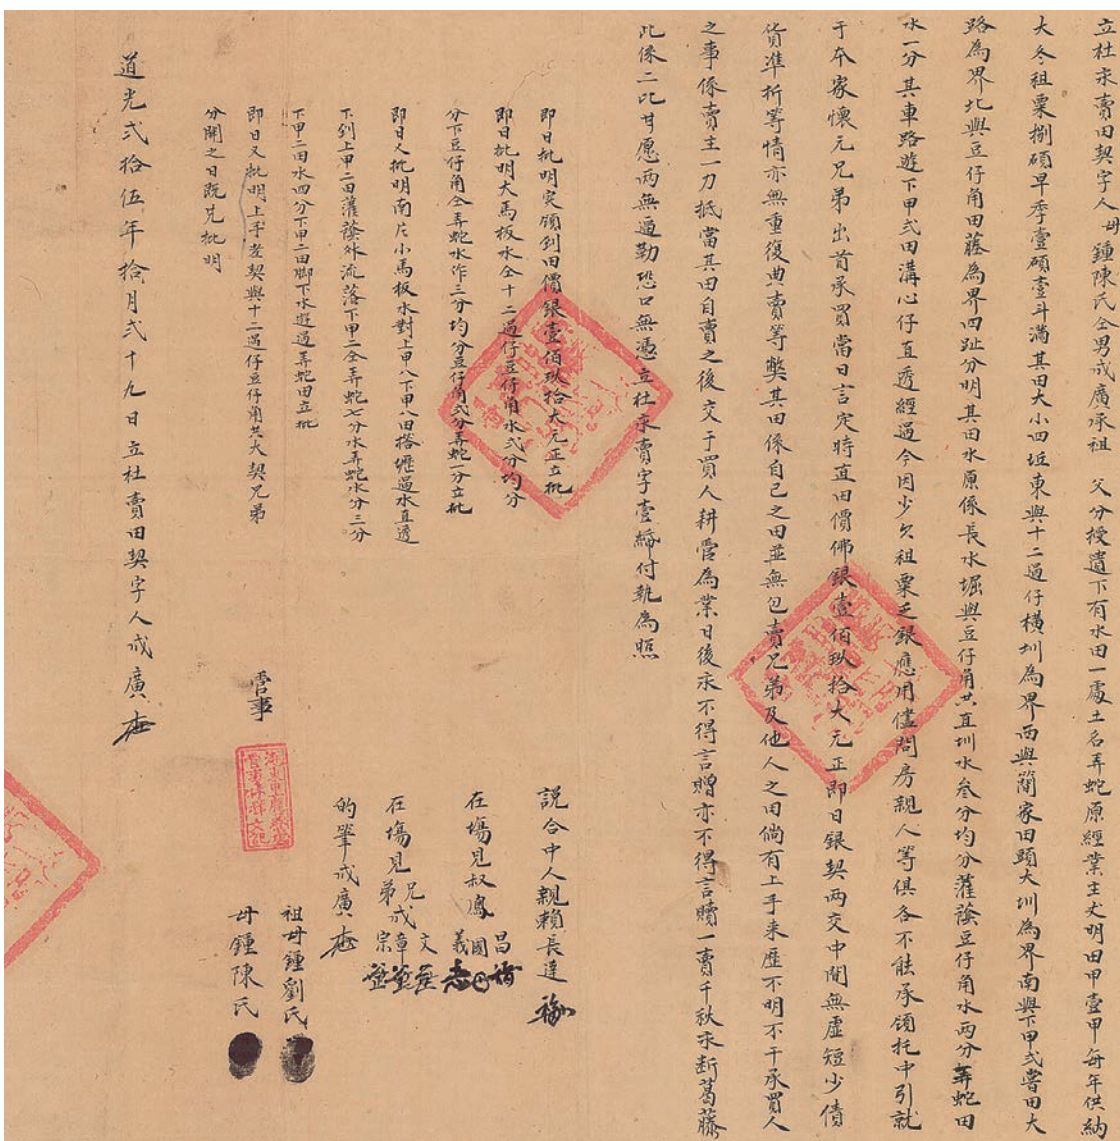 立杜永賣田契字人母鍾陳氏仝男戎廣承祖 父分授遺下有水田一處土名弄蛇原經業主丈明田甲壹甲每年供納
大冬祖粟捌碩早季壹碩壹斗滿其田大小四坵東與十二過仔橫圳為界西與簡家田頭大圳為界南與下甲弍嘗田大
路為界北與豆仔角田藤為界四趾分明其田水原係長水堀與豆仔角共直圳水叁分均分灌蔭豆仔角水兩分弄蛇田
水一分其車路遊下甲弍田溝心仔直透經過今因少欠祖粟乏銀應用儘問房親人等俱各不能承領托中引就
于本家懷元兄弟出首承買當日言定時直田價佛銀壹佰玖拾大元正即日銀契兩交中間無虛短少債
貨準折等情亦無重復典賣等弊其田係自己之田並無包賣兄弟及他人之田倘有上手來歷不明不干承買人
之事係賣主一力抵當其田自賣之後交于買人耕管為業日後永不得言贈亦不得言贖一賣千秋永斷葛藤
此係二比甘愿兩無逼勒恐口無憑立杜永賣字壹紙付執為照
即日批明实領到田價銀壹佰玖拾大元正立批
即日批明大馬板水仝十二過仔豆仔角水弍分均分
分下豆仔角仝弄蛇水作三分均分豆仔角弍分弄蛇一分立批
即日又批明南片小馬板水對上甲八下甲八田搭壢過水直透
下到上甲二田灌蔭外流落下甲二仝弄蛇七分水弄蛇水分三分
下甲二田水四分下甲二田脚下水遊過弄蛇田立批
即日又批明上手老契與十二過仔豆仔角共大契兄弟
分開之日既兄批明
說合中人親賴長達
在場見叔鳳昌國義
在場見兄弟戎文章宗
的筆戎廣
祖母鍾劉氏
母鍾陳氏
管事
道光弍拾伍年拾月弍十九日立杜賣田契字人戎廣